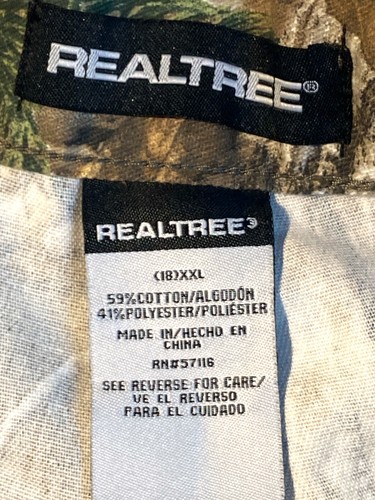 REALTREE®
REALTREE®
(18)XXL
59%COTTON/ALGODÓN
41%POLYESTER/POLIÉSTER
MADE IN/HECHO EN
CHINA
RN#57116
SEE REVERSE FOR CARE/
VE EL REVERSO
PARA EL CUIDADO